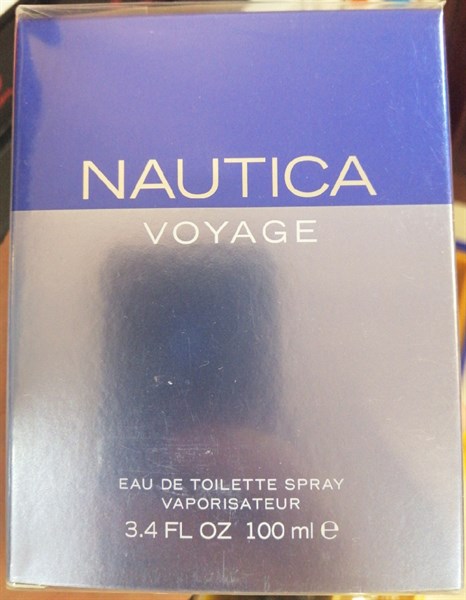 NAUTICA
VOYAGE
EAU DE TOILETTE SPRAY
VAPORISATEUR
3.4 FL OZ 100 ml ℮